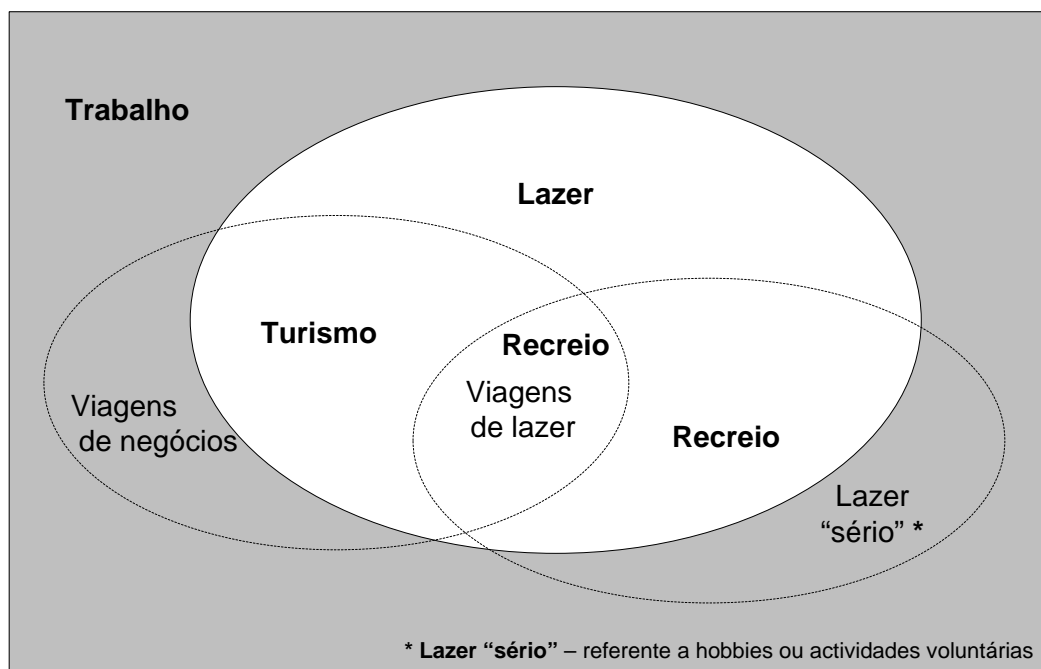 Trabalho
Lazer
Turismo
Recreio
Viagens
de lazer
Viagens
de negócios
Recreio
Lazer
“sério” *
* Lazer “sério” – referente a hobbies ou actividades voluntárias